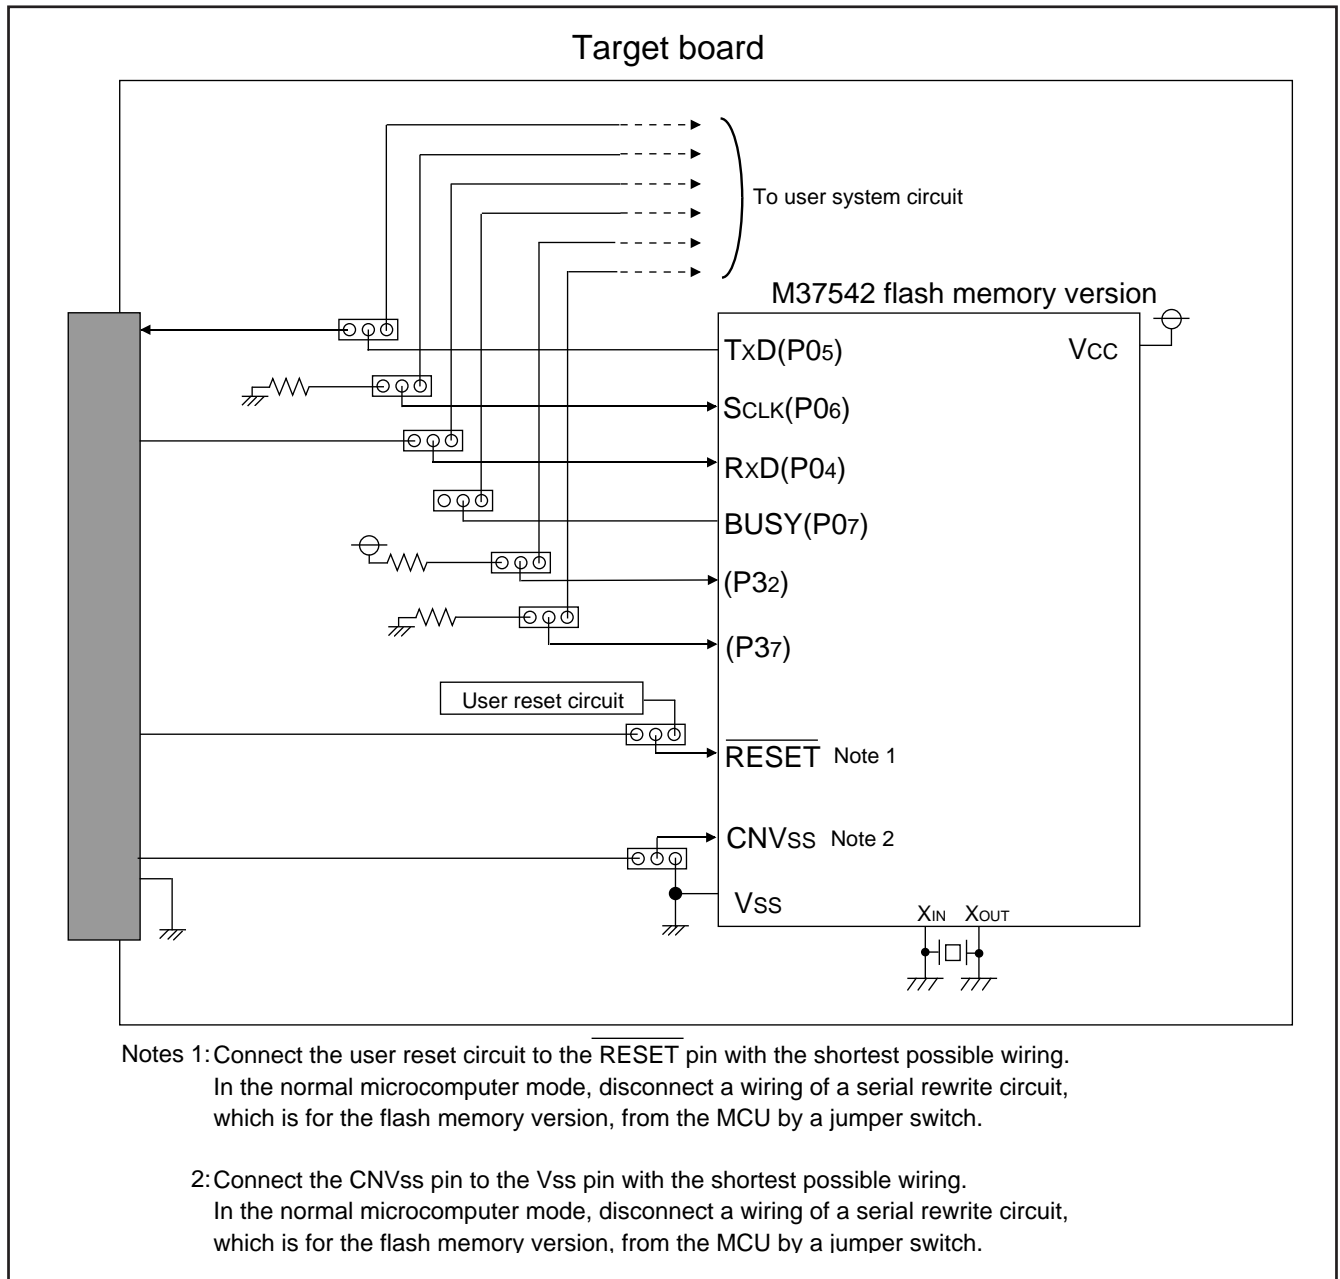 Target board
To user system circuit
M37542 flash memory version
TxD(P05)
VCC
SCLK(P06)
RxD(P04)
BUSY(P07)
(P32)
(P37)
User reset circuit
RESET Note 1
CNVss Note 2
Vss
XIN XOUT
Notes 1: Connect the user reset circuit to the RESET pin with the shortest possible wiring.
In the normal microcomputer mode, disconnect a wiring of a serial rewrite circuit,
which is for the flash memory version, from the MCU by a jumper switch.
2: Connect the CNVss pin to the Vss pin with the shortest possible wiring.
In the normal microcomputer mode, disconnect a wiring of a serial rewrite circuit,
which is for the flash memory version, from the MCU by a jumper switch.